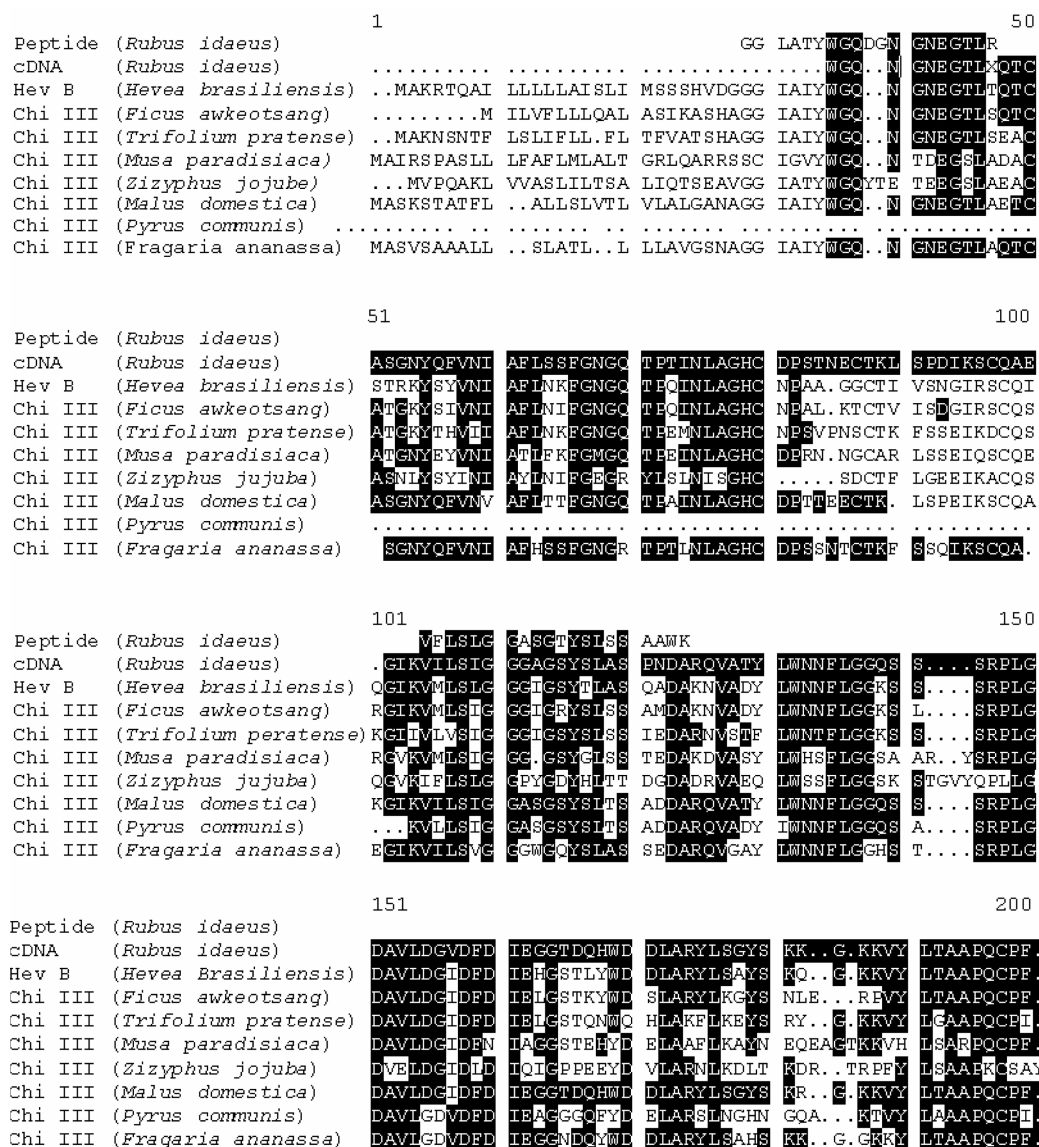 1 50
Peptide (Rubus idaeus) GG LATYWGQDGN GNEGTLR
cDNA (Rubus idaeus) .......... .......... .......... .....WGQ..N GNEGTLXQTC
Hev B (Hevea brasiliensis) ..MAKRTQAI LLLLLAISLI MSSSHVDGGG IAIYWGQ..N GNEGTLTQTC
Chi III (Ficus awkeotsang) .........M ILVFLLLQAL ASIKASHAGG IAIYWGQ..N GNEGTLSQTC
Chi III (Trifolium pratense) ..MAKNSNTF LSLIFLL.FL TFVATSHAGG IAIYWGQ..N GNEGTLSEAC
Chi III (Musa paradisiaca) MAIRSPASLL LFAFLMLALT GRLQARRSSC IGVYWGQ..N TDEGSLADAC
Chi III (Zizyphus jojube) ...MVPQAKL VVASLILTSA LIQTSEAVGG IATYWGQYTE TEEGSLAEAC
Chi III (Malus domestica) MASKSTATFL ..ALLSLVTL VLALGANAGG IAIYWGQ..N GNEGTLAETC
Chi III (Pyrus communis) .......... .......... .......... .......... ..........
Chi III (Fragaria ananassa) MASVSAAALL ..SLATL..L LLAVGSNAGG IAIYWGQ..N GNEGTLAQTC
51 100
Peptide (Rubus idaeus)
cDNA (Rubus idaeus) ASGNYQFVNI AFLSSFGNGQ TPTINLAGHC DPSTNECTKL SPDIKSCQAE
Hev B (Hevea brasiliensis) STRKYSYVNI AFLNKFGNGQ TPQINLAGHC NPAA.GGCTI VSNGIRSCQI
Chi III (Ficus awkeotsang) ATGKYSIVNI AFLNIFGNGQ TPQINLAGHC NPAL.KTCTV ISDGIRSCQS
Chi III (Trifolium pratense) ATGKYTHVII AFLNKFGNGQ TPEMNLAGHC NPSVPNSCTK FSSEIKDCQS
Chi III (Musa paradisiaca) ATGNYEYVNI ATLFKFGMGQ TPEINLAGHC DPRN.NGCARL SSEIQSCQE
Chi III (Zizyphus jujuba) ASNLYSYINI AYLNIFGEGR YLSLNISGHC .....SDCTF LGEEIKACQS
Chi III (Malus domestica) ASGNYQFVNV AFLTTFGNGQ TPAINLAGHC DPTTEECTK. LSPEIKSCQA
Chi III (Pyrus communis) .......... .......... .......... .......... ..........
Chi III (Fragaria ananassa) SGNYQFVNI AFHSSFGNGR TPTLNLAGHC DPSSNTCTKF SSQIKSCQA.
101 150
Peptide (Rubus idaeus) VFLSLG GASGTYSLSS AAWK
cDNA (Rubus idaeus) .GIKVILSIG GGAGSYSLAS PNDARQVATY LWNNFLGGQS S....SRPLG
Hev B (Hevea brasiliensis) QGIKVMLSLG GGIGSYTLAS QADAKNVADY LWNNFLGGKS S....SRPLG
Chi III (Ficus awkeotsang) RGIKVMLSIG GGIGRYSLSS AMDAKNVADY LWNNFLGGKS L....SRPLG
Chi III (Trifolium peratense) KGIIVLVSIG GGIGSYSLSS IEDARNVSTF LWNTFLGGKS S....SRPLG
Chi III (Musa paradisiaca) RGVKVMLSIG GG.GSYGLSS TEDAKDVASY LWHSFLGGSA AR..YSRPLG
Chi III (Zizyphus jujuba) QGVKIFLSLG GPYGDYHLTT DGDADRVAEQ LWSSFLGGSK STGVYQPLLG
Chi III (Malus domestica) KGIKVILSIG GASGSYSLTS ADDARQVATY LWNNFLGGQS S....SRPLG
Chi III (Pyrus communis) ...KVLLSIG GASGSYSLTS ADDARQVADY IWNNFLGGQS A....SRPLG
Chi III (Fragaria ananassa) EGIKVILSVG GGWGQYSLAS SEDARQVGAY LWNNFLGGHS T....SRPLG
151 200
Peptide (Rubus idaeus)
cDNA (Rubus idaeus) DAVLDGVDFD IEGGTDQHWD DLARYLSGYS KK..G.KKVY LTAAPQCPF.
Hev B (Hevea Brasiliensis) DAVLDGIDFD IEHGSTLYWD DLARYLSAYS KQ..G.KKVY LTAAPQCPF.
Chi III (Ficus awkeotsang) DAVLDGIDFD IELGSTKYWD SLARYLKGYS NLE...RPVY LTAAPQCPF.
Chi III (Trifolium pratense) DAVLDGIDFD IELGSTQNWQ HLAKFLKEYS RY..G.KKVY LGAAPQCPI.
Chi III (Musa paradisiaca) DAVLDGIDFN IAGGSTEHYD ELAAFLKAYN EQEAGTKKVH LSARPQCPF.
Chi III (Zizyphus jojuba) DVELDGIDLD IQIGPPEEYD VLARNLKDLT KDR..TRPFY LSAAPKCSAY
Chi III (Malus domestica) DAVLDGIDFD IEGGTDQHWD DLARYLSGYS KR..G.KKVY LTAAPQCPF.
Chi III (Pyrus communis) DAVLGDVDFD IEAGGGQFYD ELARSLNGHN GQA...KTVY LAAAPQCPI.
Chi III (Fragaria ananassa) DAVLGDVDFD IEGGNDQYWD DLARYLSAHS KK..G.GKKY LTAAPQCPF.